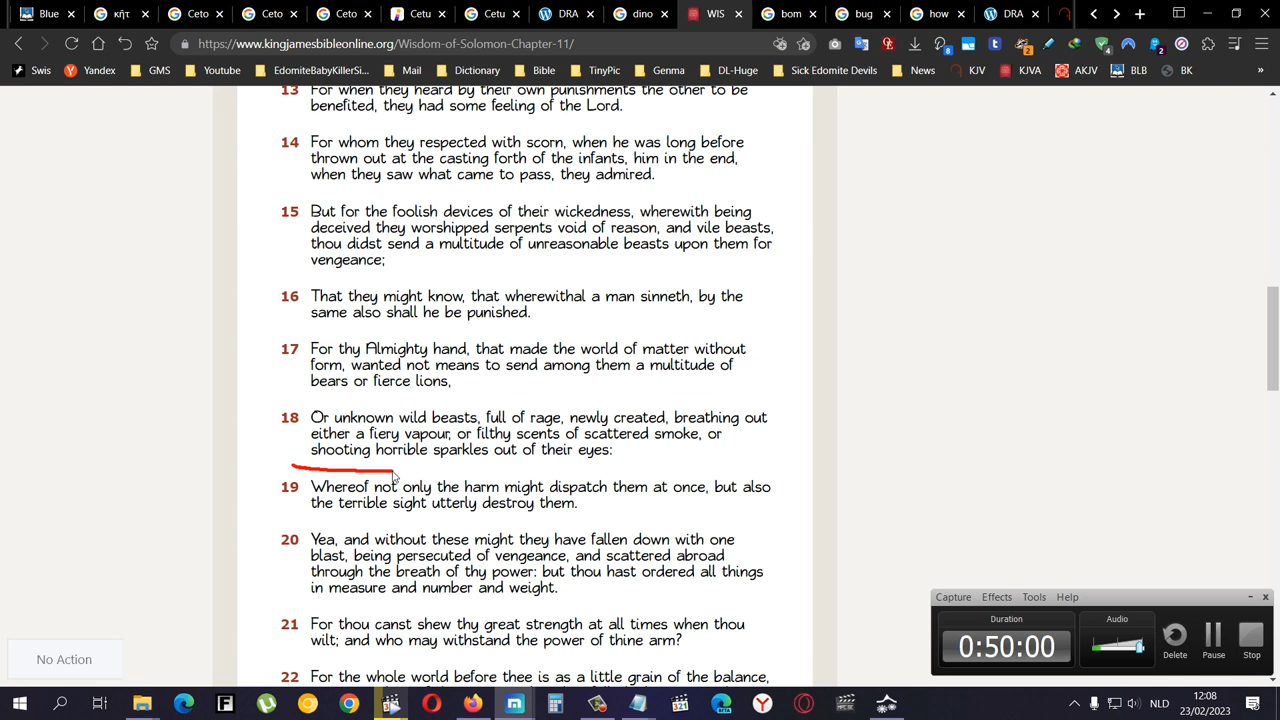 Blue
κήτ
Ceto
Ceto
Ceto
Cetu
Cetu
DRA
dino
WIS
bom
bug
how
DRA
https://www.kingjamesbibleonline.org/Wisdom-of-Solomon-Chapter-11/
8
2
4
2
Swis
Yandex
GMS
Youtube
EdomiteBabyKillerSi...
Mail
Dictionary
Bible
TinyPic
Genma
DL-Huge
Sick Edomite Devils
News
KJV
KJVA
AKJV
BLB
BK
»
13 For when they heard by their own punishments the other to be
benefited, they had some feeling of the Lord.
14 For whom they respected with scorn, when he was long before
thrown out at the casting forth of the infants, him in the end,
when they saw what came to pass, they admired.
15 But for the foolish devices of their wickedness, wherewith being
deceived they worshipped serpents void of reason, and vile beasts,
thou didst send a multitude of unreasonable beasts upon them for
vengeance;
16 That they might know, that wherewithal a man sinneth, by the
same also shall he be punished.
17 For thy Almighty hand, that made the world of matter without
form, wanted not means to send among them a multitude of
bears or fierce lions,
18 Or unknown wild beasts, full of rage, newly created, breathing out
either a fiery vapour, or filthy scents of scattered smoke, or
shooting horrible sparkles out of their eyes:
19 Whereof not only the harm might dispatch them at once, but also
the terrible sight utterly destroy them.
20 Yea, and without these might they have fallen down with one
blast, being persecuted of vengeance, and scattered abroad
through the breath of thy power: but thou hast ordered all things
in measure and number and weight.
21 For thou canst shew thy great strength at all times when thou
wilt; and who may withstand the power of thine arm?
22 For the whole world before thee is as a little grain of the balance,
No Action
Capture Effects Tools Help
Duration
0:50:00
Audio
Delete
Pause
Stop
NLD
12:08
23/02/2023